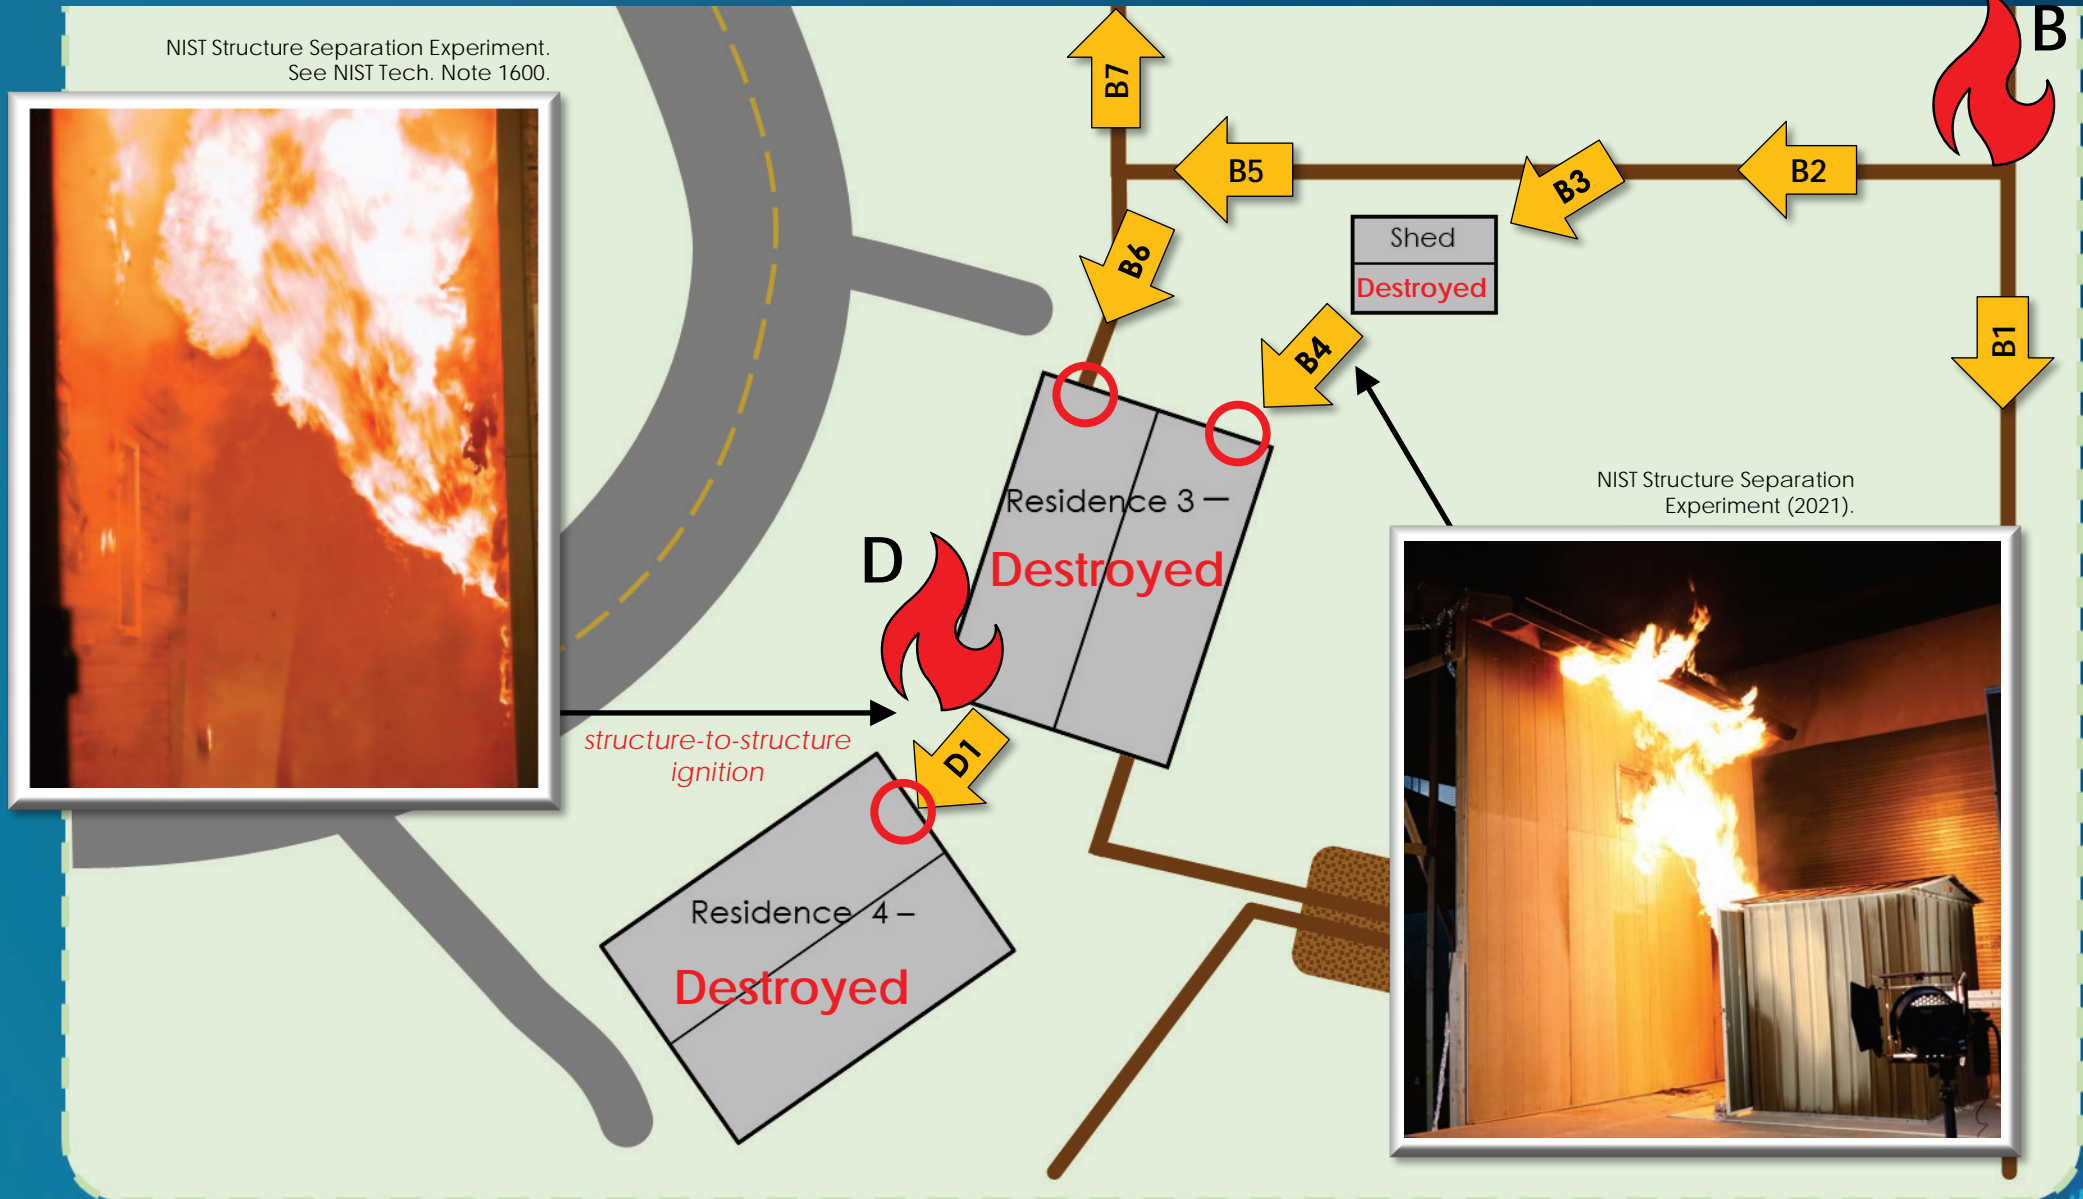 NIST Structure Separation Experiment.
See NIST Tech. Note 1600.
B
B7
B5
B3
B2
Shed
Destroyed
B6
B4
B1
NIST Structure Separation
Experiment (2021).
Residence 3 —
Destroyed
D
structure-to-structure
ignition
D1
Residence 4 –
Destroyed